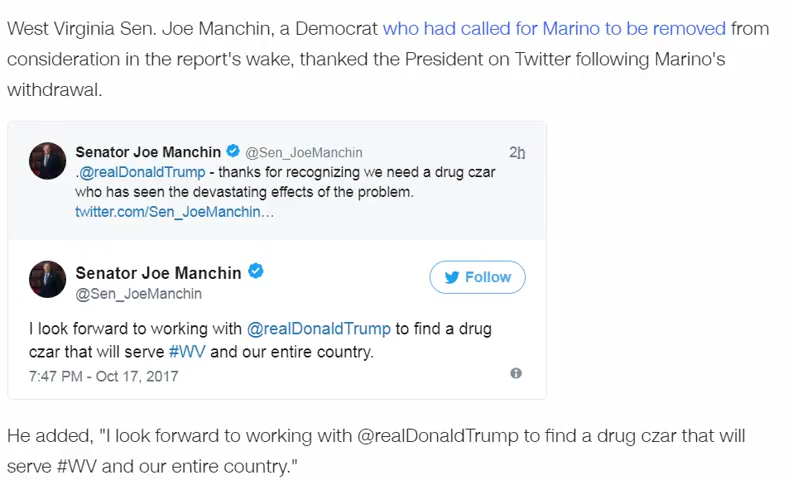 West Virginia Sen. Joe Manchin, a Democrat who had called for Marino to be removed from
consideration in the report's wake, thanked the President on Twitter following Marino's
withdrawal.
Senator Joe Manchin @Sen_JoeManchin 2h
.@realDonaldTrump - thanks for recognizing we need a drug czar
who has seen the devastating effects of the problem.
twitter.com/Sen_JoeManchin…
Senator Joe Manchin
@Sen_JoeManchin
Follow
I look forward to working with @realDonaldTrump to find a drug
czar that will serve #WV and our entire country.
7:47 PM - Oct 17, 2017
He added, "I look forward to working with @realDonaldTrump to find a drug czar that will
serve #WV and our entire country."